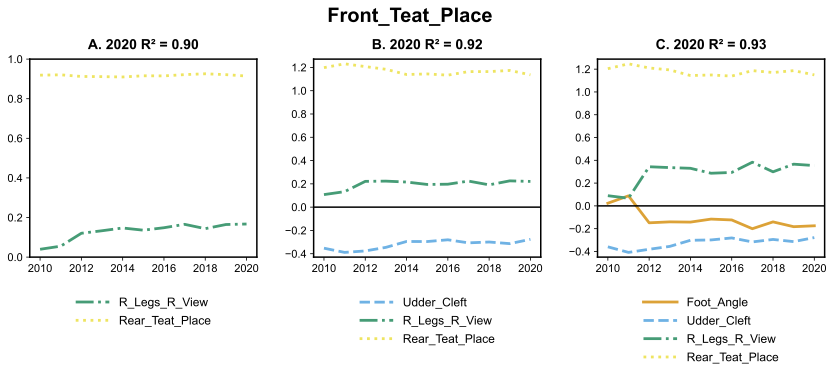 Front_Teat_Place
A. 2020 R² = 0.90
1.0
0.8
0.6
0.4
0.2
0.0
2010 2012 2014 2016 2018 2020
R_Legs_R_View
Rear_Teat_Place
B. 2020 R² = 0.92
1.2
1.0
0.8
0.6
0.4
0.2
0.0
−0.2
−0.4
2010 2012 2014 2016 2018 2020
Udder_Cleft
R_Legs_R_View
Rear_Teat_Place
C. 2020 R² = 0.93
1.2
1.0
0.8
0.6
0.4
0.2
0.0
−0.2
−0.4
2010 2012 2014 2016 2018 2020
Foot_Angle
Udder_Cleft
R_Legs_R_View
Rear_Teat_Place